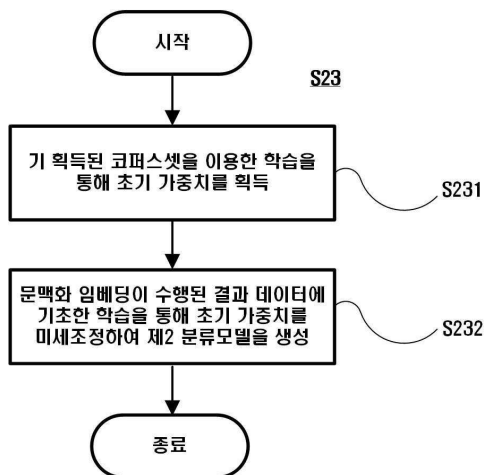 시작
S23
기 획득된 코퍼스셋을 이용한 학습을
통해 초기 가중치를 획득
S231
문맥화 임베딩이 수행된 결과 데이터에
기초한 학습을 통해 초기 가중치를
미세조정하여 제2 분류모델을 생성
S232
종료